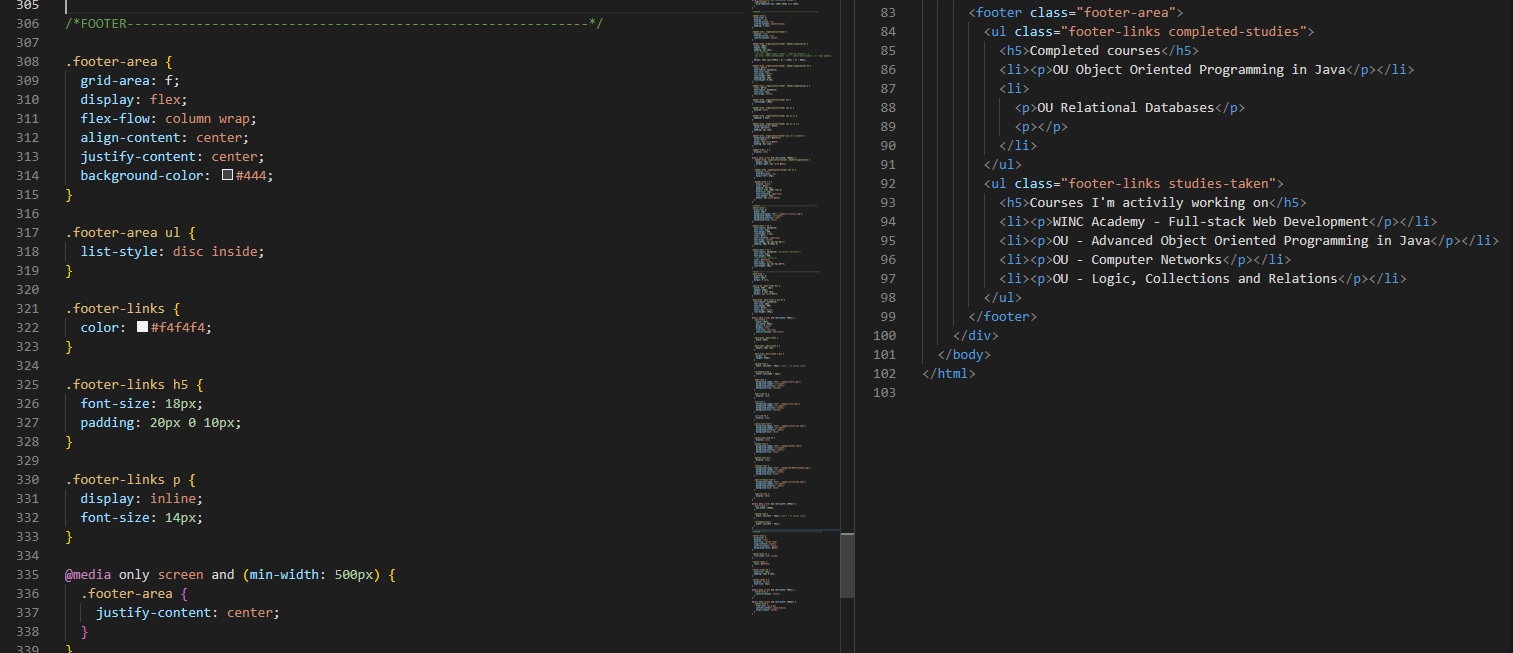 305
306 /*FOOTER------------------------------------------------------------*/
307
308 .footer-area {
309 grid-area: f;
310 display: flex;
311 flex-flow: column wrap;
312 align-content: center;
313 justify-content: center;
314 background-color: #444;
315 }
316
317 .footer-area ul {
318 list-style: disc inside;
319 }
320
321 .footer-links {
322 color: #f4f4f4;
323 }
324
325 .footer-links h5 {
326 font-size: 18px;
327 padding: 20px 0 10px;
328 }
329
330 .footer-links p {
331 display: inline;
332 font-size: 14px;
333 }
334
335 @media only screen and (min-width: 500px) {
336 .footer-area {
337 justify-content: center;
338 }
339 }
83 <footer class="footer-area">
84 <ul class="footer-links completed-studies">
85 <h5>Completed courses</h5>
86 <li><p>OU Object Oriented Programming in Java</p></li>
87 <li>
88 <p>OU Relational Databases</p>
89 <p></p>
90 </li>
91 </ul>
92 <ul class="footer-links studies-taken">
93 <h5>Courses I'm activily working on</h5>
94 <li><p>WINC Academy - Full-stack Web Development</p></li>
95 <li><p>OU - Advanced Object Oriented Programming in Java</p></li>
96 <li><p>OU - Computer Networks</p></li>
97 <li><p>OU - Logic, Collections and Relations</p></li>
98 </ul>
99 </footer>
100 </div>
101 </body>
102 </html>
103